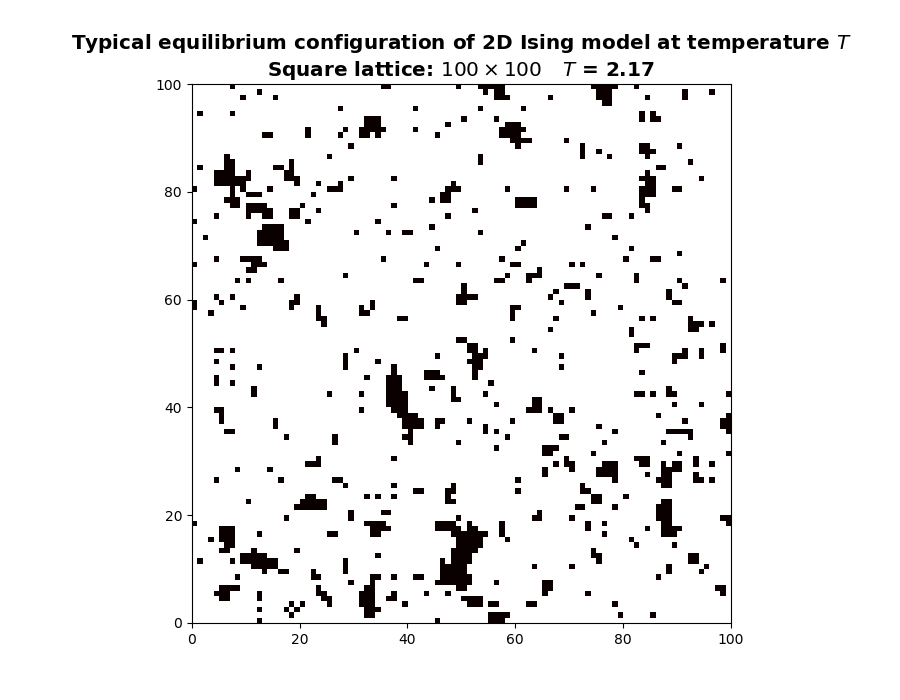 Typical equilibrium configuration of 2D Ising model at temperature T
Square lattice: 100 × 100 T = 2.17
100
80
60
40
20
0
0 20 40 60 80 100